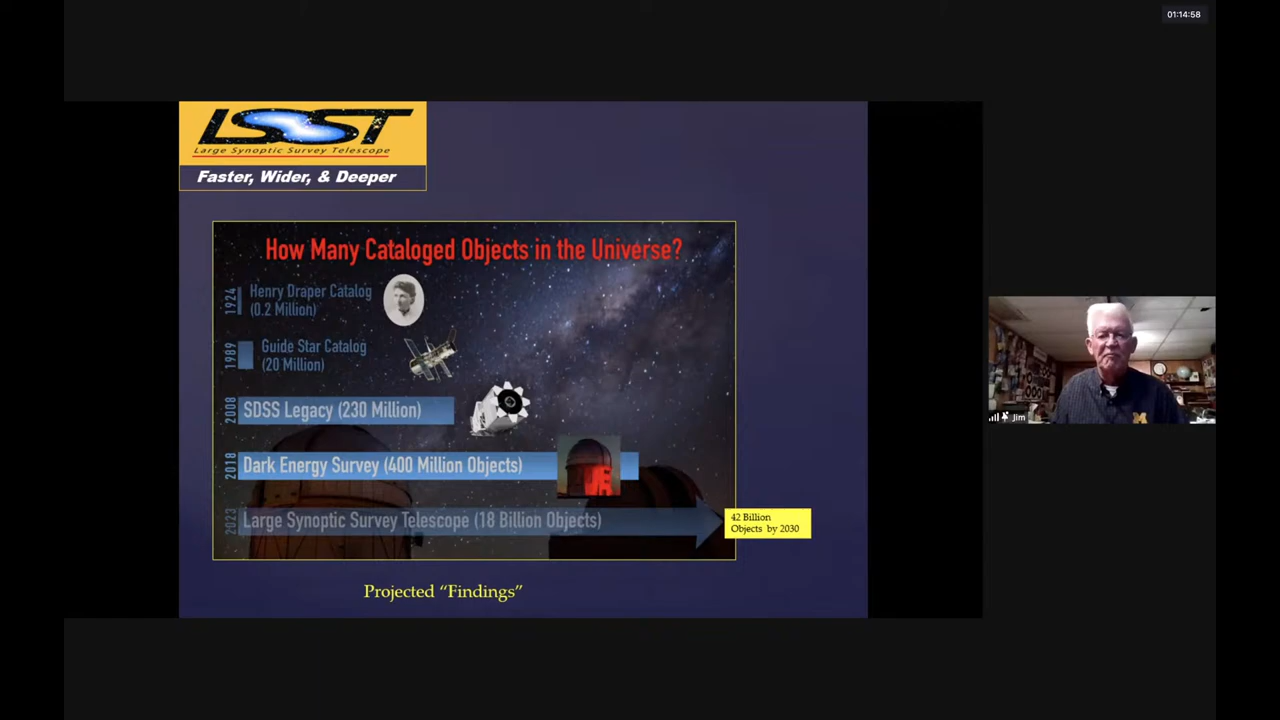 01:14:58
LSST
Large Synoptic Survey Telescope
Faster, Wider, & Deeper
How Many Cataloged Objects in the Universe?
1924
Henry Draper Catalog
(0.2 Million)
1989
Guide Star Catalog
(20 Million)
2008
SDSS Legacy (230 Million)
2018
Dark Energy Survey (400 Million Objects)
2023
Large Synoptic Survey Telescope (18 Billion Objects)
42 Billion
Objects by 2030
Projected “Findings”
Jim